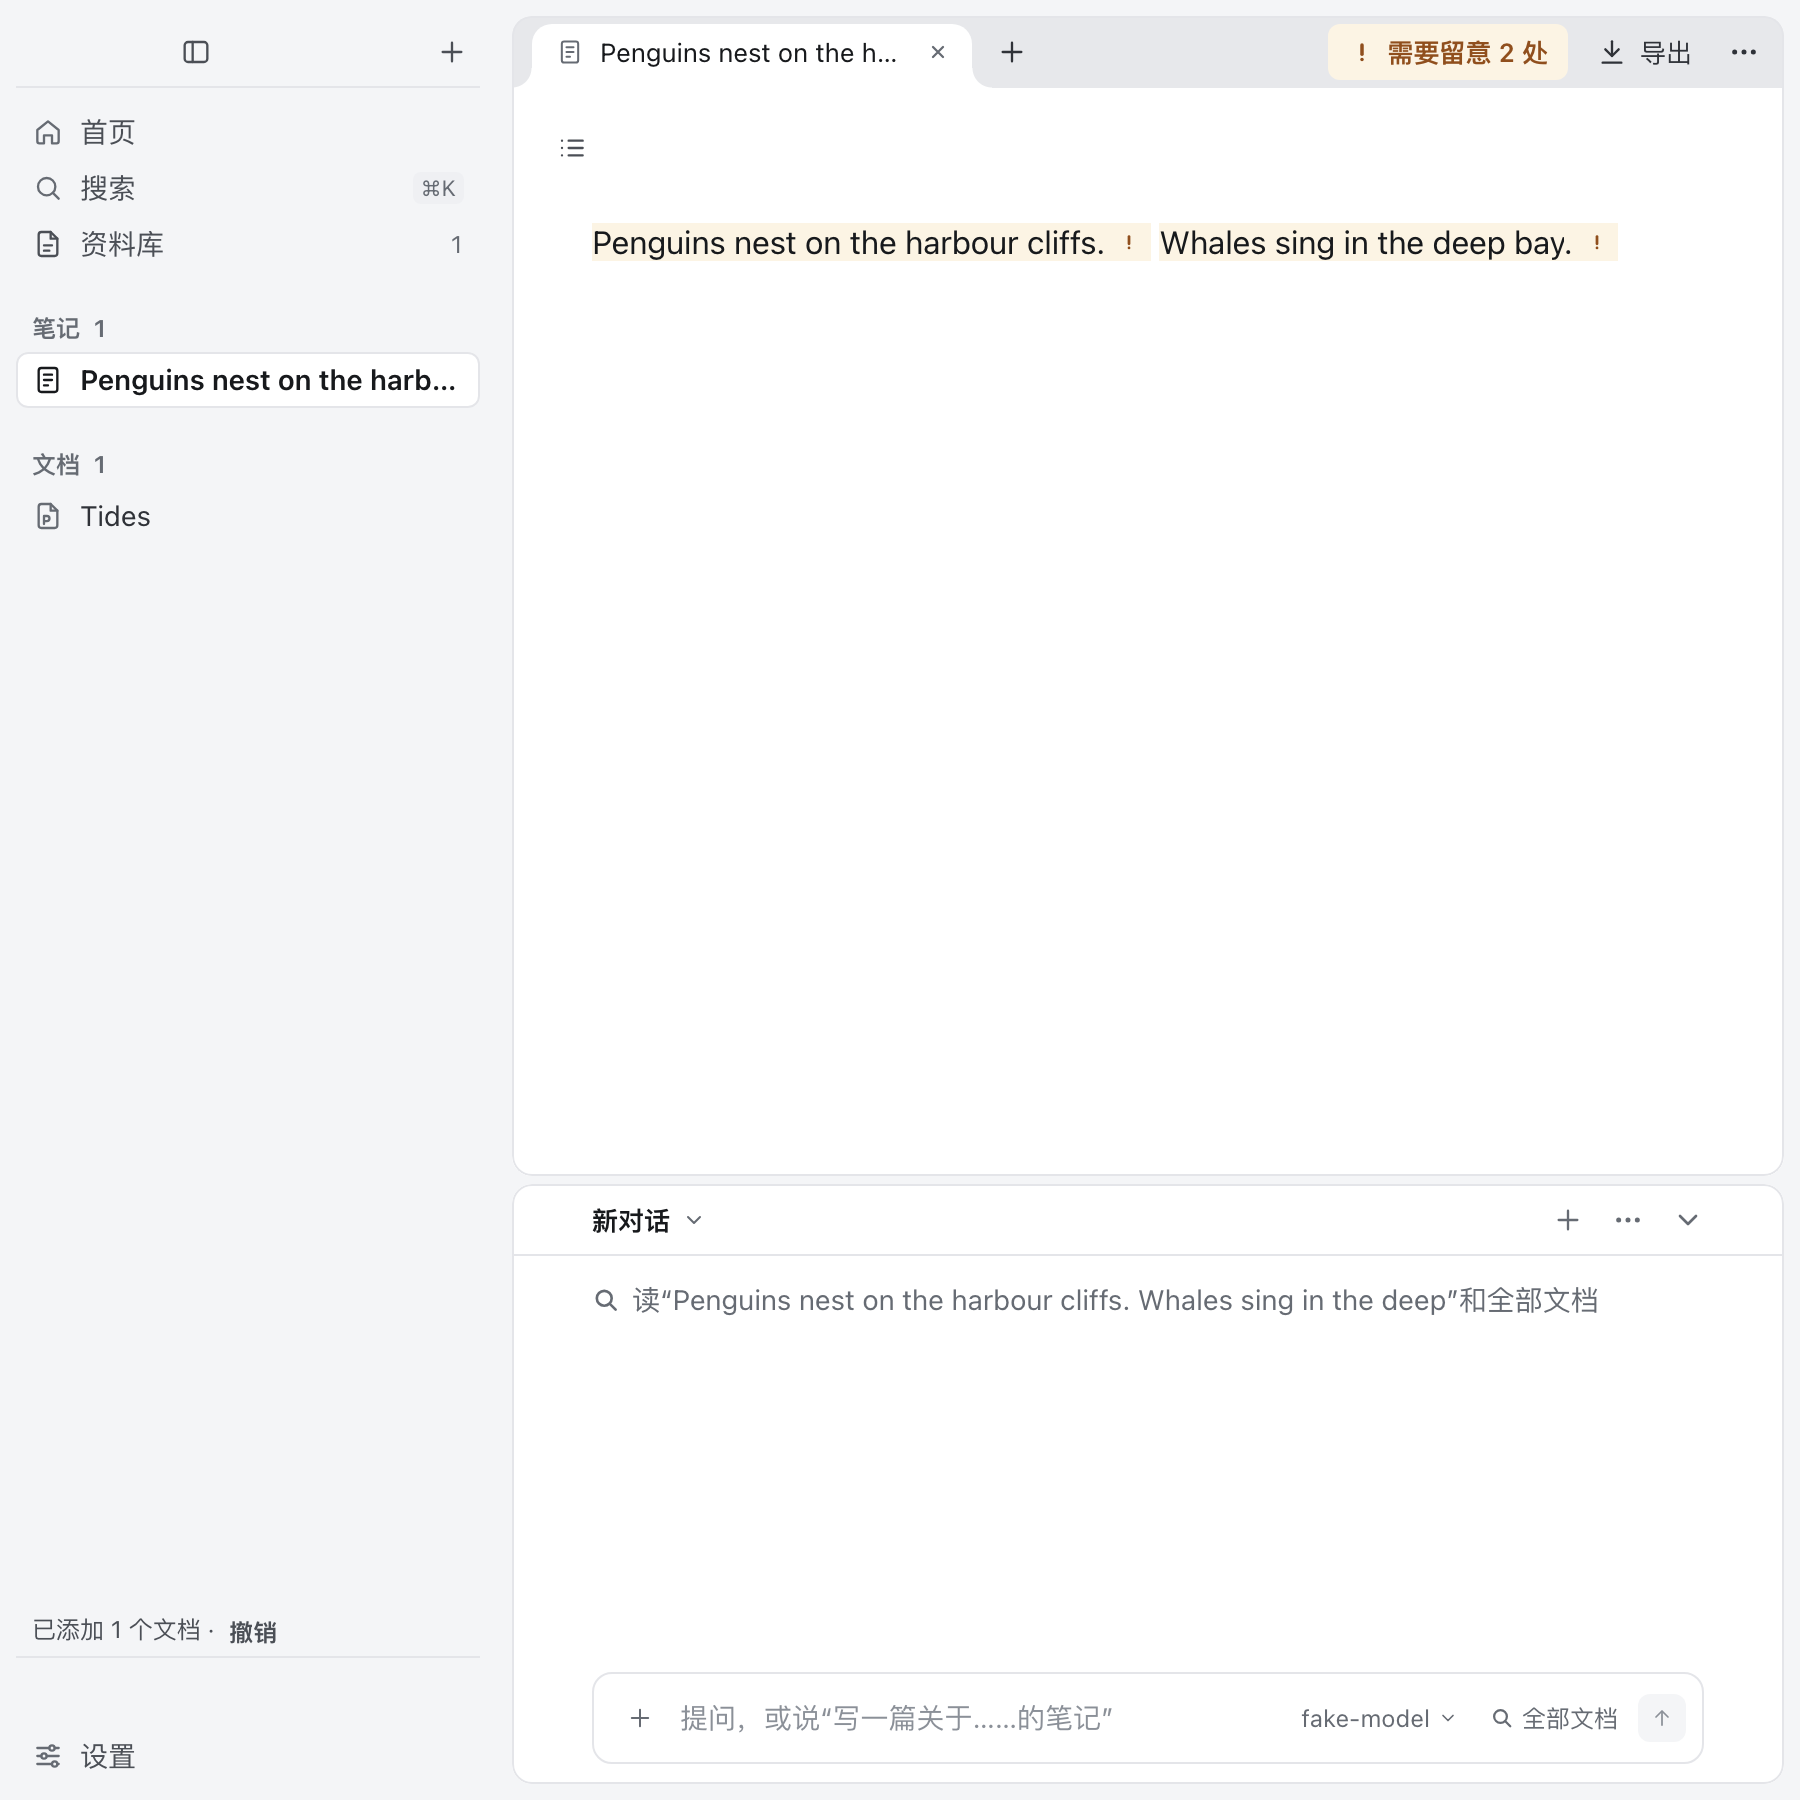 首页
搜索 ⌘K
资料库 1
笔记 1
Penguins nest on the harb...
文档 1
Tides
已添加 1 个文档 · 撤销
设置
Penguins nest on the h...
! 需要留意 2 处
导出
Penguins nest on the harbour cliffs. ! Whales sing in the deep bay. !
新对话
读“Penguins nest on the harbour cliffs. Whales sing in the deep”和全部文档
提问，或说“写一篇关于……的笔记”
fake-model
全部文档